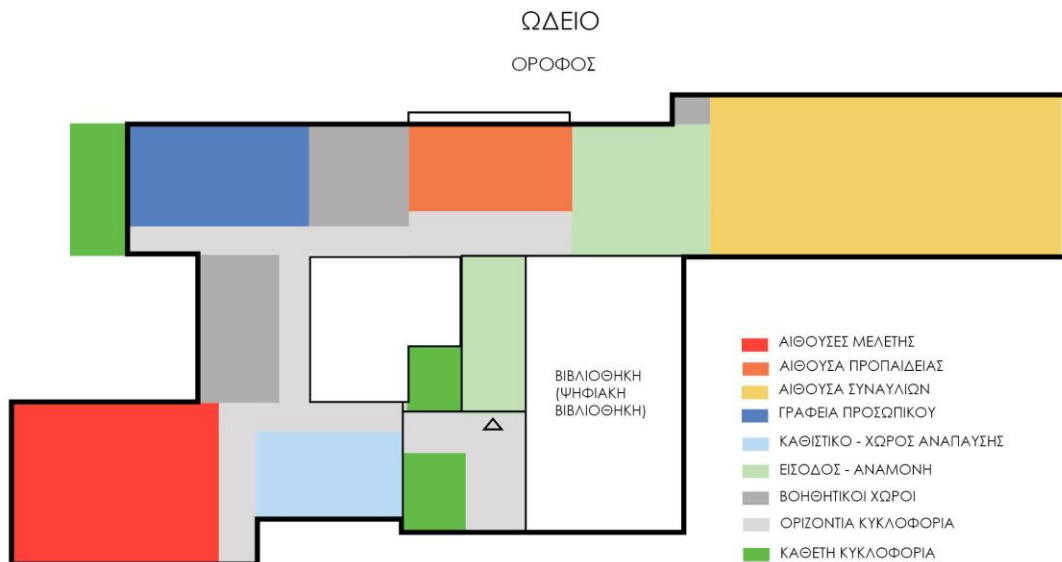 ΩΔΕΙΟ
ΟΡΟΦΟΣ
ΒΙΒΛΙΟΘΗΚΗ
(ΨΗΦΙΑΚΗ
ΒΙΒΛΙΟΘΗΚΗ)
ΑΙΘΟΥΣΕΣ ΜΕΛΕΤΗΣ
ΑΙΘΟΥΣΑ ΠΡΟΠΑΙΔΕΙΑΣ
ΑΙΘΟΥΣΑ ΣΥΝΑΥΛΙΩΝ
ΓΡΑΦΕΙΑ ΠΡΟΣΩΠΙΚΟΥ
ΚΑΘΙΣΤΙΚΟ - ΧΩΡΟΣ ΑΝΑΠΑΥΣΗΣ
ΕΙΣΟΔΟΣ - ΑΝΑΜΟΝΗ
ΒΟΗΘΗΤΙΚΟΙ ΧΩΡΟΙ
ΟΡΙΖΟΝΤΙΑ ΚΥΚΛΟΦΟΡΙΑ
ΚΑΘΕΤΗ ΚΥΚΛΟΦΟΡΙΑ